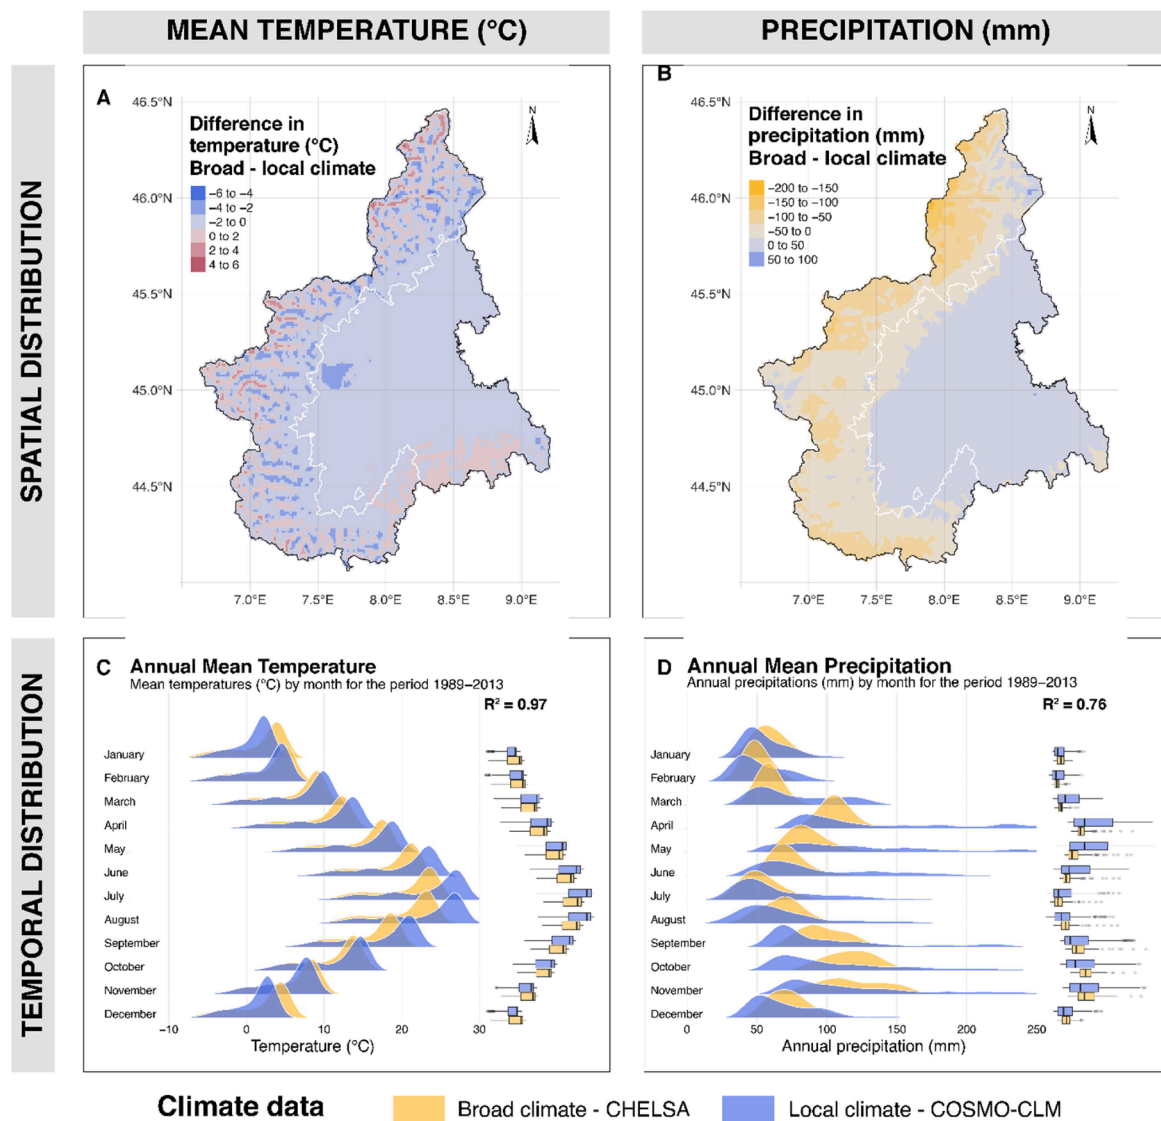 MEAN TEMPERATURE (°C)
PRECIPITATION (mm)
SPATIAL DISTRIBUTION
A
46.5°N
46.0°N
45.5°N
45.0°N
44.5°N
Difference in
temperature (°C)
Broad - local climate
−6 to −4
−4 to −2
−2 to 0
0 to 2
2 to 4
4 to 6
N
7.0°E 7.5°E 8.0°E 8.5°E 9.0°E
B
46.5°N
46.0°N
45.5°N
45.0°N
44.5°N
Difference in
precipitation (mm)
Broad - local climate
−200 to −150
−150 to −100
−100 to −50
−50 to 0
0 to 50
50 to 100
N
7.0°E 7.5°E 8.0°E 8.5°E 9.0°E
TEMPORAL DISTRIBUTION
C Annual Mean Temperature
Mean temperatures (°C) by month for the period 1989−2013
R² = 0.97
January
February
March
April
May
June
July
August
September
October
November
December
−10 0 10 20 30
Temperature (°C)
D Annual Mean Precipitation
Annual precipitations (mm) by month for the period 1989−2013
R² = 0.76
January
February
March
April
May
June
July
August
September
October
November
December
0 50 100 150 200 250
Annual precipitation (mm)
Climate data
Broad climate - CHELSA
Local climate - COSMO-CLM